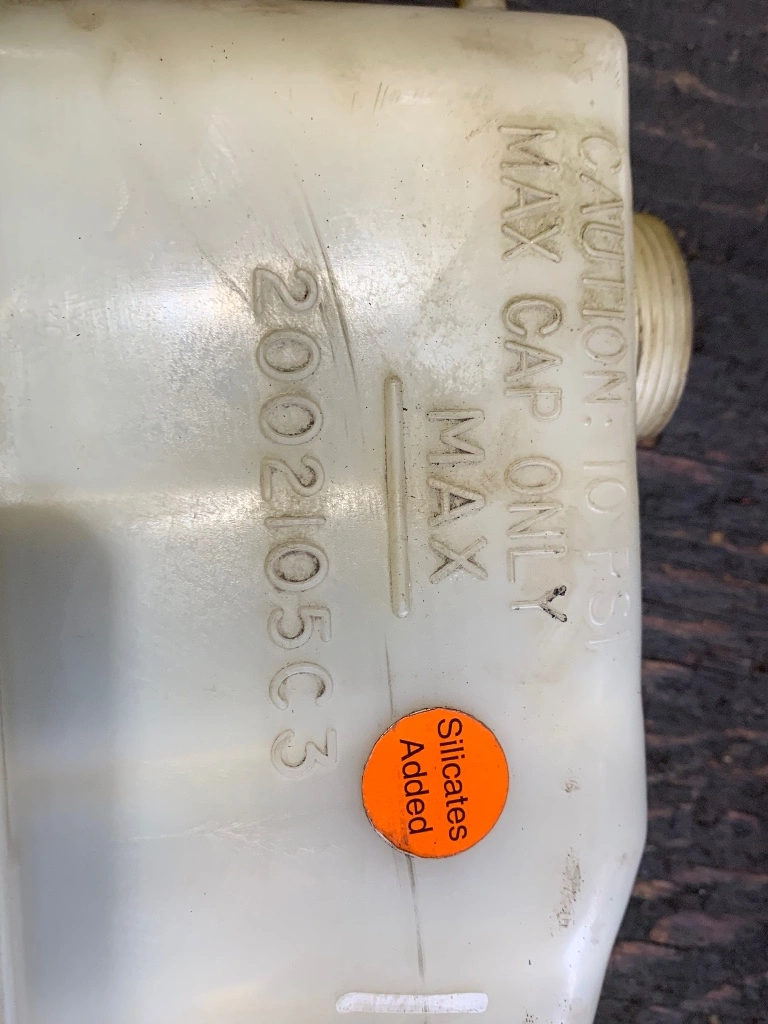 CAUTION: 10 PSI
MAX CAP ONLY
MAX
2002105C3
Silicates
Added